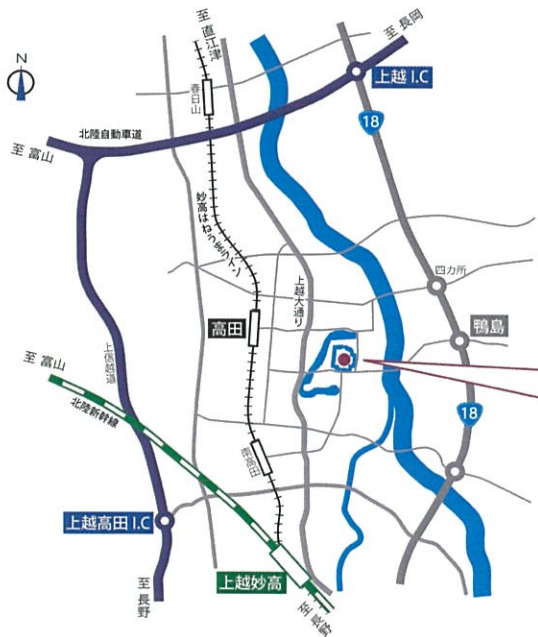 至 直江津
至 長岡
N
上越 I.C
春日山
18
北陸自動車道
至 富山
妙高はねうまライン
上越大通り
四カ所
高田
鴨島
上信越道
至 富山
北陸新幹線
18
南高田
上越高田 I.C
上越妙高
至 長野
至 長野